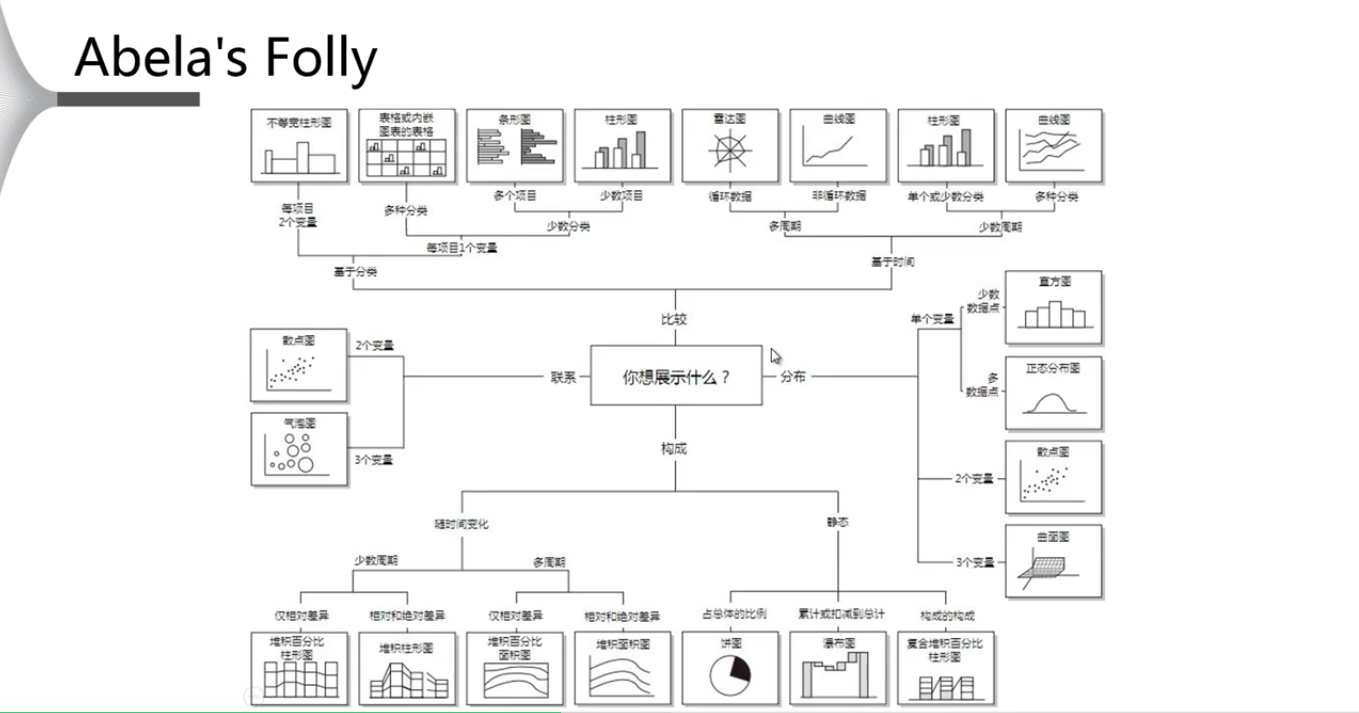 Abela's Folly
不等宽柱形图
表格或内嵌
图表的表格
条形图
柱形图
雷达图
曲线图
柱形图
曲线图
每项目
2个变量
多种分类
多个项目
少数项目
循环数据
非循环数据
单个或少数分类
多种分类
少数分类
多周期
少数周期
每项目1个变量
基于分类
基于时间
比较
你想展示什么？
联系
2个变量
散点图
3个变量
气泡图
分布
单个变量
少数
数据点
直方图
多
数据点
正态分布图
2个变量
散点图
3个变量
曲面图
构成
随时间变化
静态
少数周期
多周期
仅相对差异
相对和绝对差异
仅相对差异
相对和绝对差异
占总体的比例
累计或扣减到总计
构成的构成
堆积百分比
柱形图
堆积柱形图
堆积百分比
面积图
堆积面积图
饼图
瀑布图
复合堆积百分比
柱形图